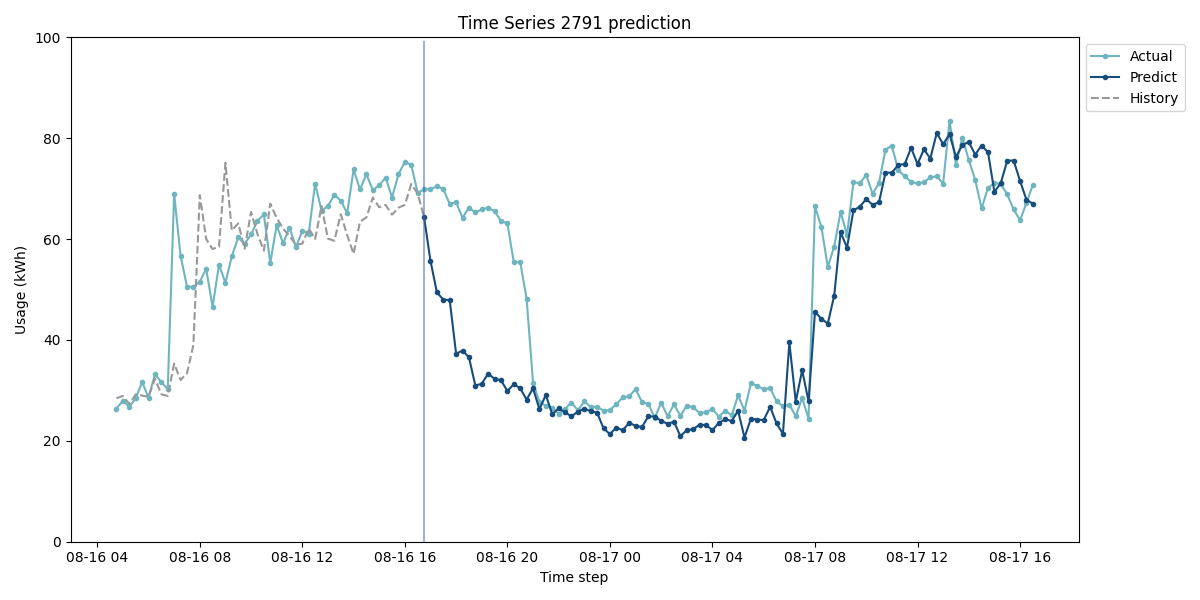 Time Series 2791 prediction
Usage (kWh)
100
80
60
40
20
0
08-16 04
08-16 08
08-16 12
08-16 16
08-16 20
08-17 00
08-17 04
08-17 08
08-17 12
08-17 16
Time step
Actual
Predict
History